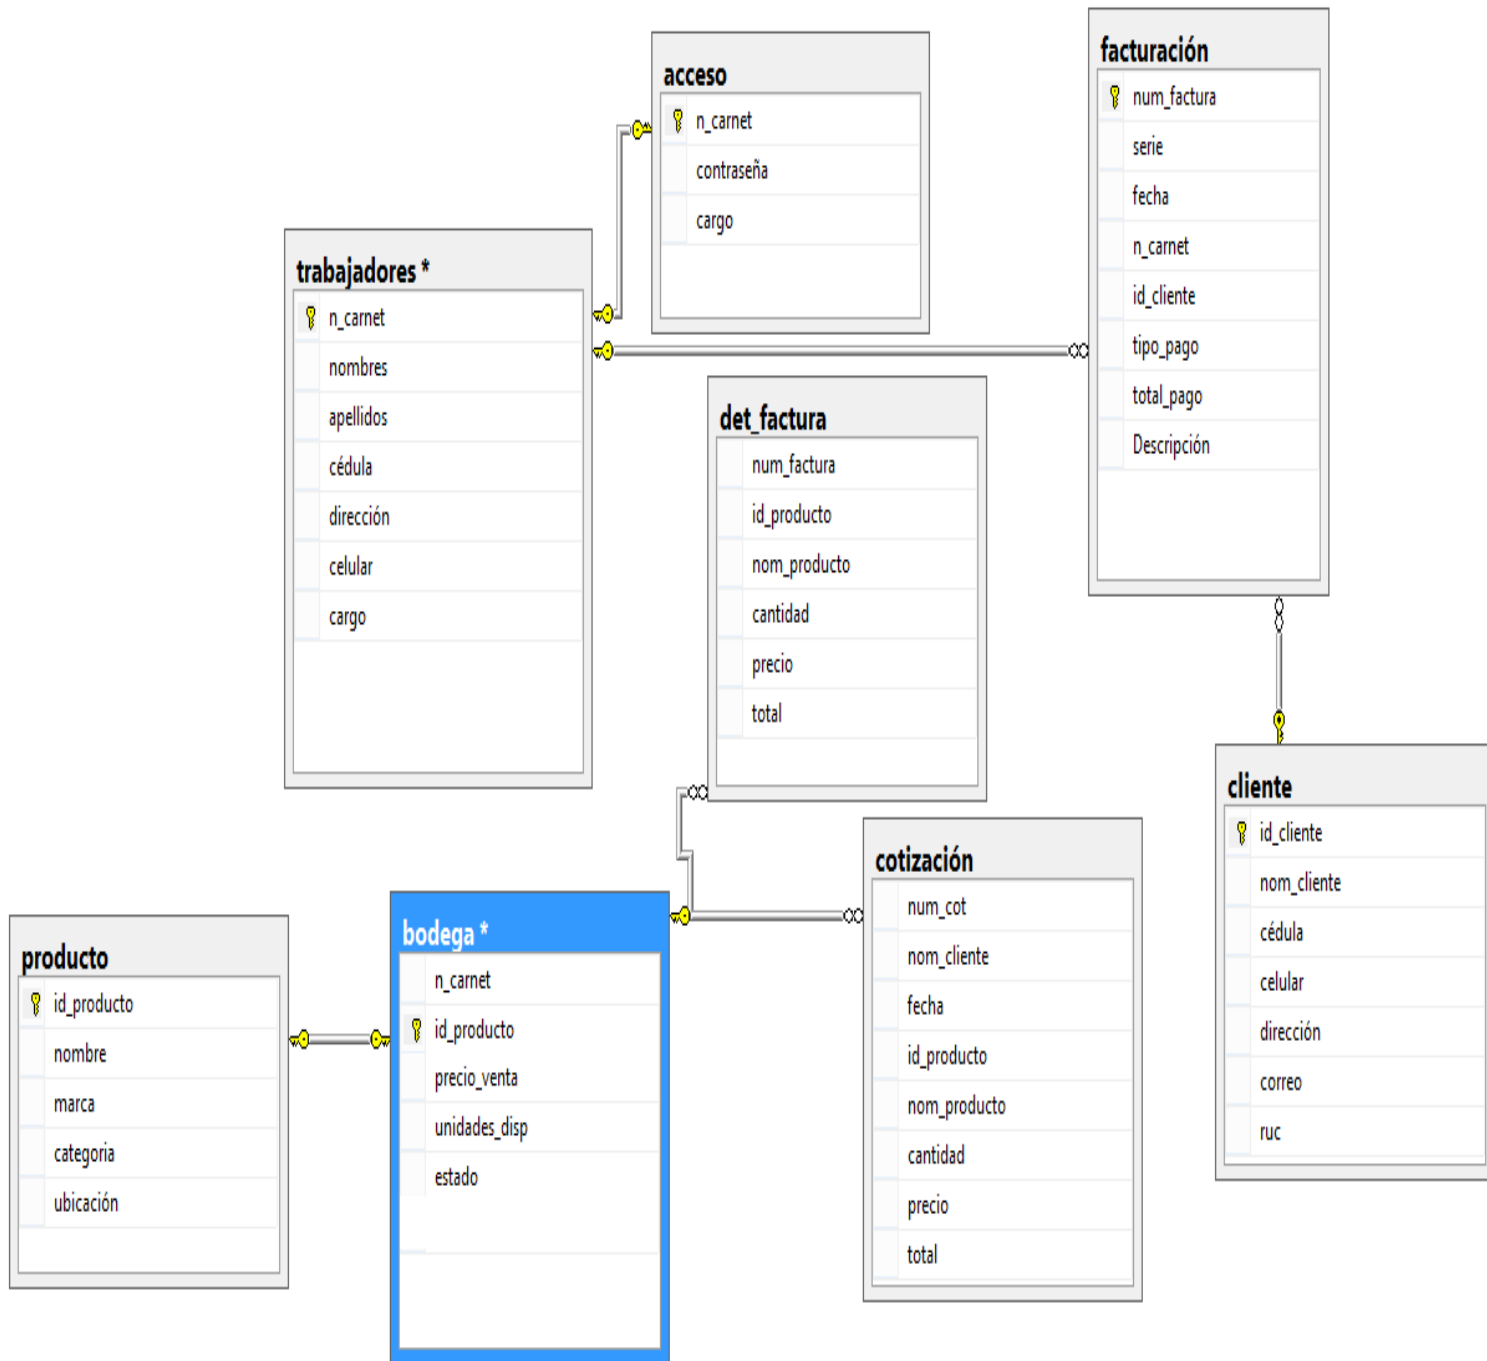 acceso
n_carnet
contraseña
cargo
facturación
num_factura
serie
fecha
n_carnet
id_cliente
tipo_pago
total_pago
Descripción
trabajadores *
n_carnet
nombres
apellidos
cédula
dirección
celular
cargo
det_factura
num_factura
id_producto
nom_producto
cantidad
precio
total
cliente
id_cliente
nom_cliente
cédula
celular
dirección
correo
ruc
cotización
num_cot
nom_cliente
fecha
id_producto
nom_producto
cantidad
precio
total
bodega *
n_carnet
id_producto
precio_venta
unidades_disp
estado
producto
id_producto
nombre
marca
categoria
ubicación